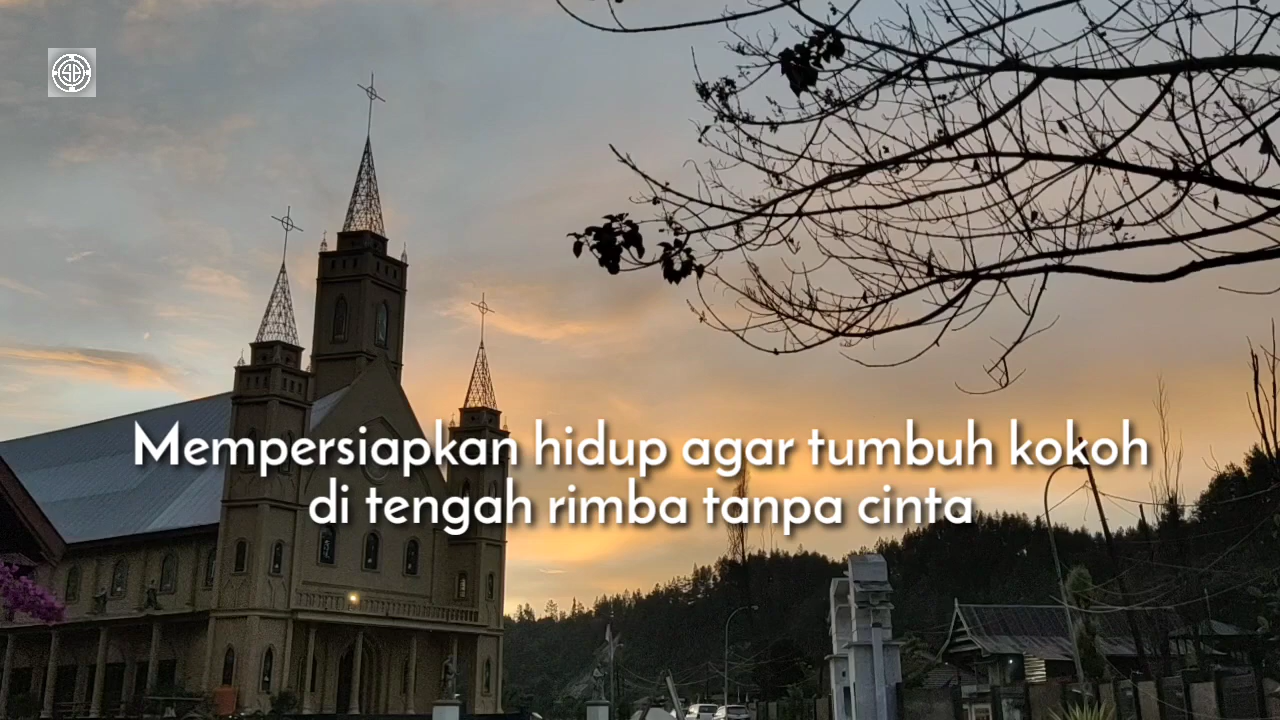 Mempersiapkan hidup agar tumbuh kokoh
di tengah rimba tanpa cinta